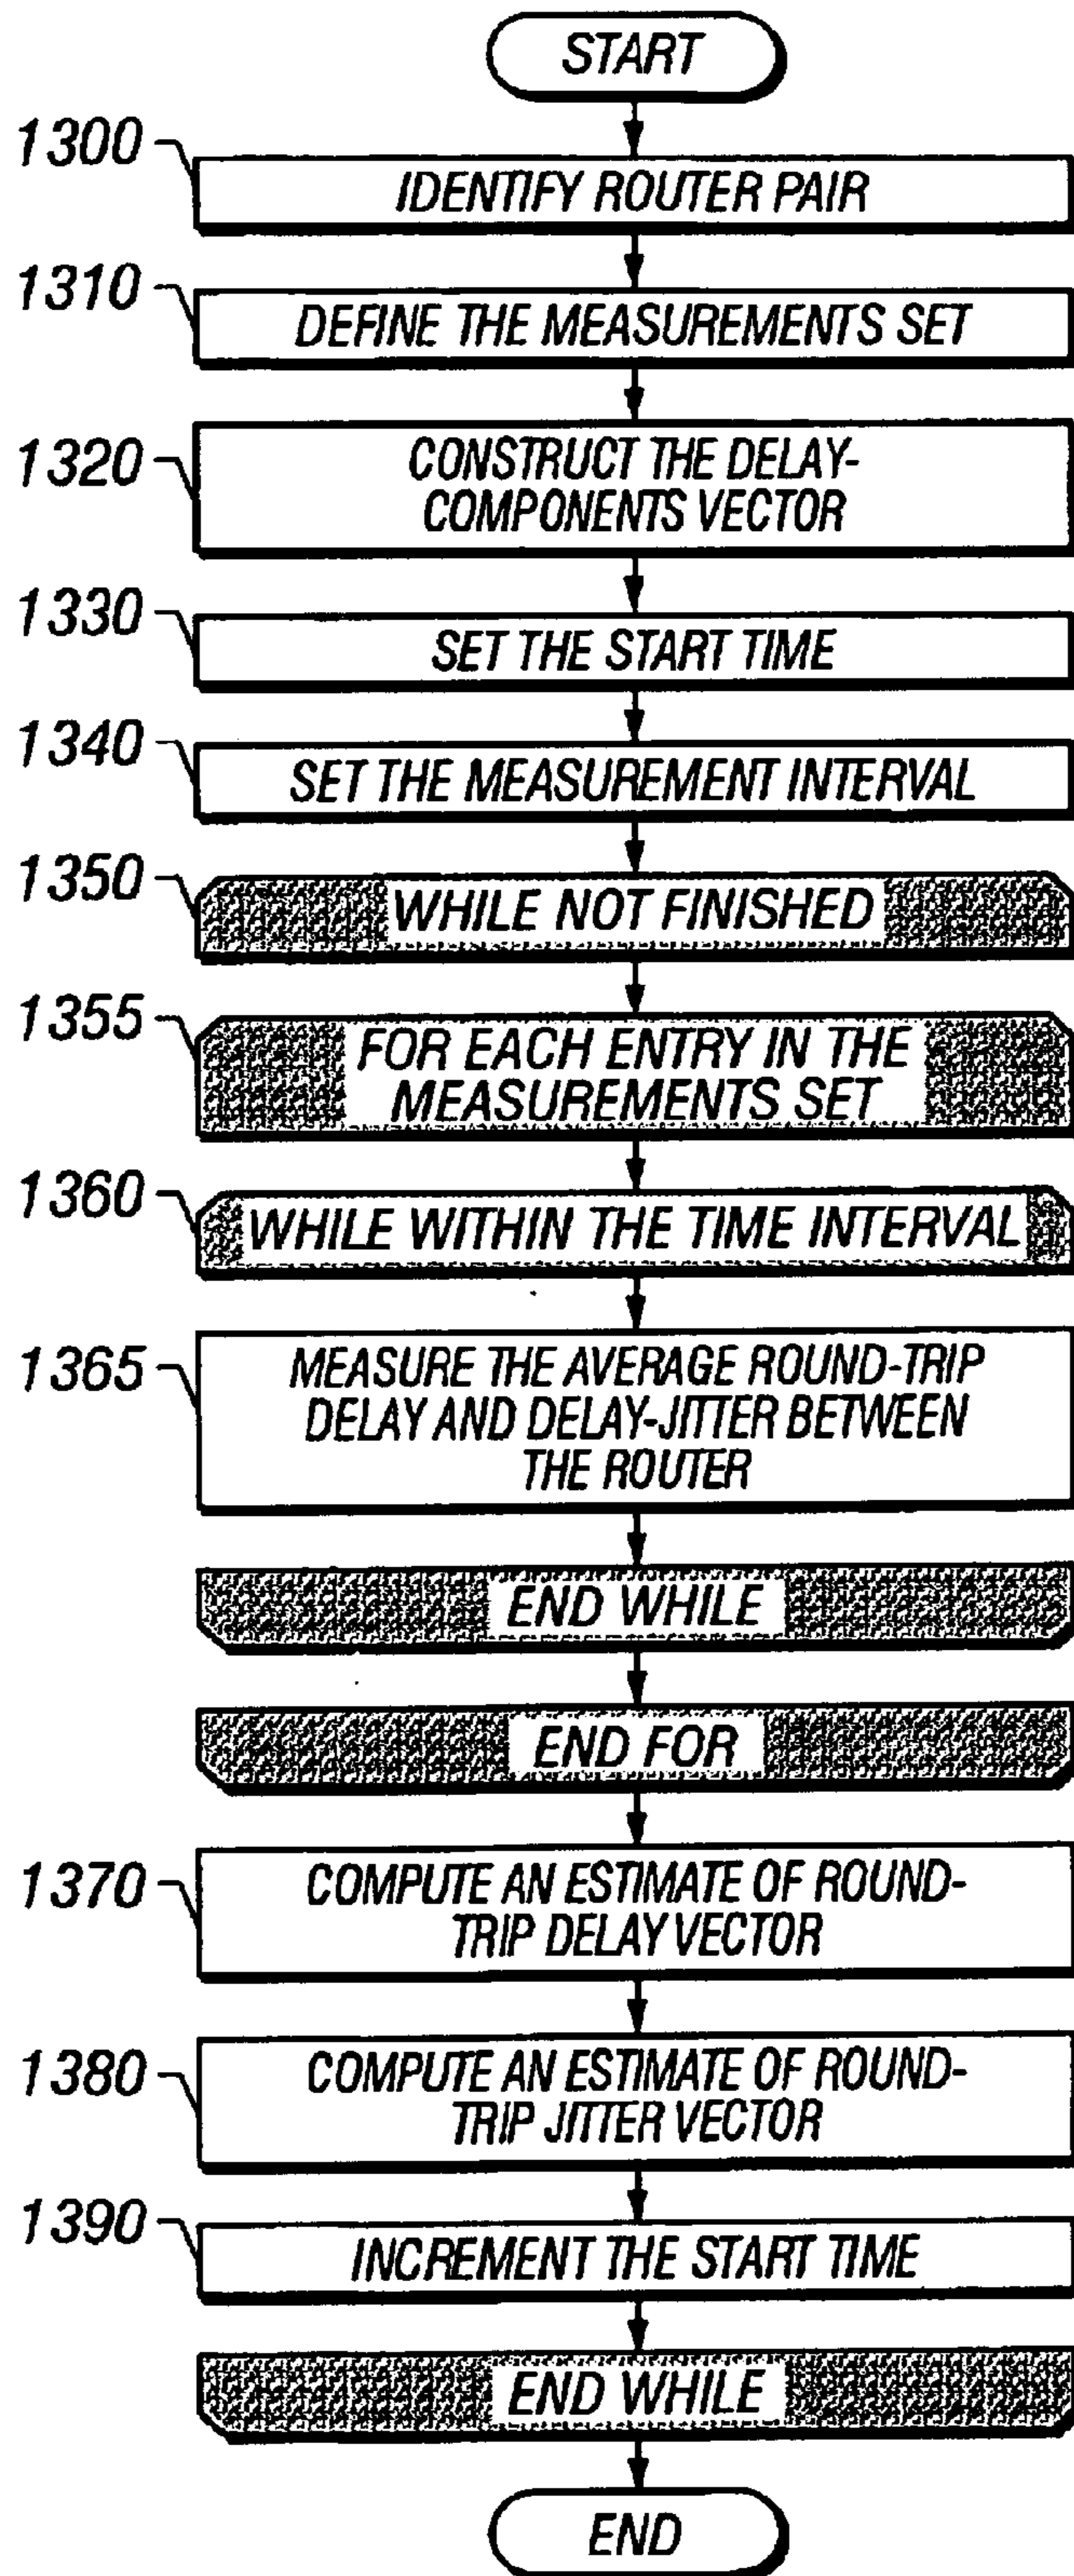 START
1300
IDENTIFY ROUTER PAIR
1310
DEFINE THE MEASUREMENTS SET
1320
CONSTRUCT THE DELAY-
COMPONENTS VECTOR
1330
SET THE START TIME
1340
SET THE MEASUREMENT INTERVAL
1350
WHILE NOT FINISHED
1355
FOR EACH ENTRY IN THE
MEASUREMENTS SET
1360
WHILE WITHIN THE TIME INTERVAL
1365
MEASURE THE AVERAGE ROUND-TRIP
DELAY AND DELAY-JITTER BETWEEN
THE ROUTER
END WHILE
END FOR
1370
COMPUTE AN ESTIMATE OF ROUND-
TRIP DELAY VECTOR
1380
COMPUTE AN ESTIMATE OF ROUND-
TRIP JITTER VECTOR
1390
INCREMENT THE START TIME
END WHILE
END